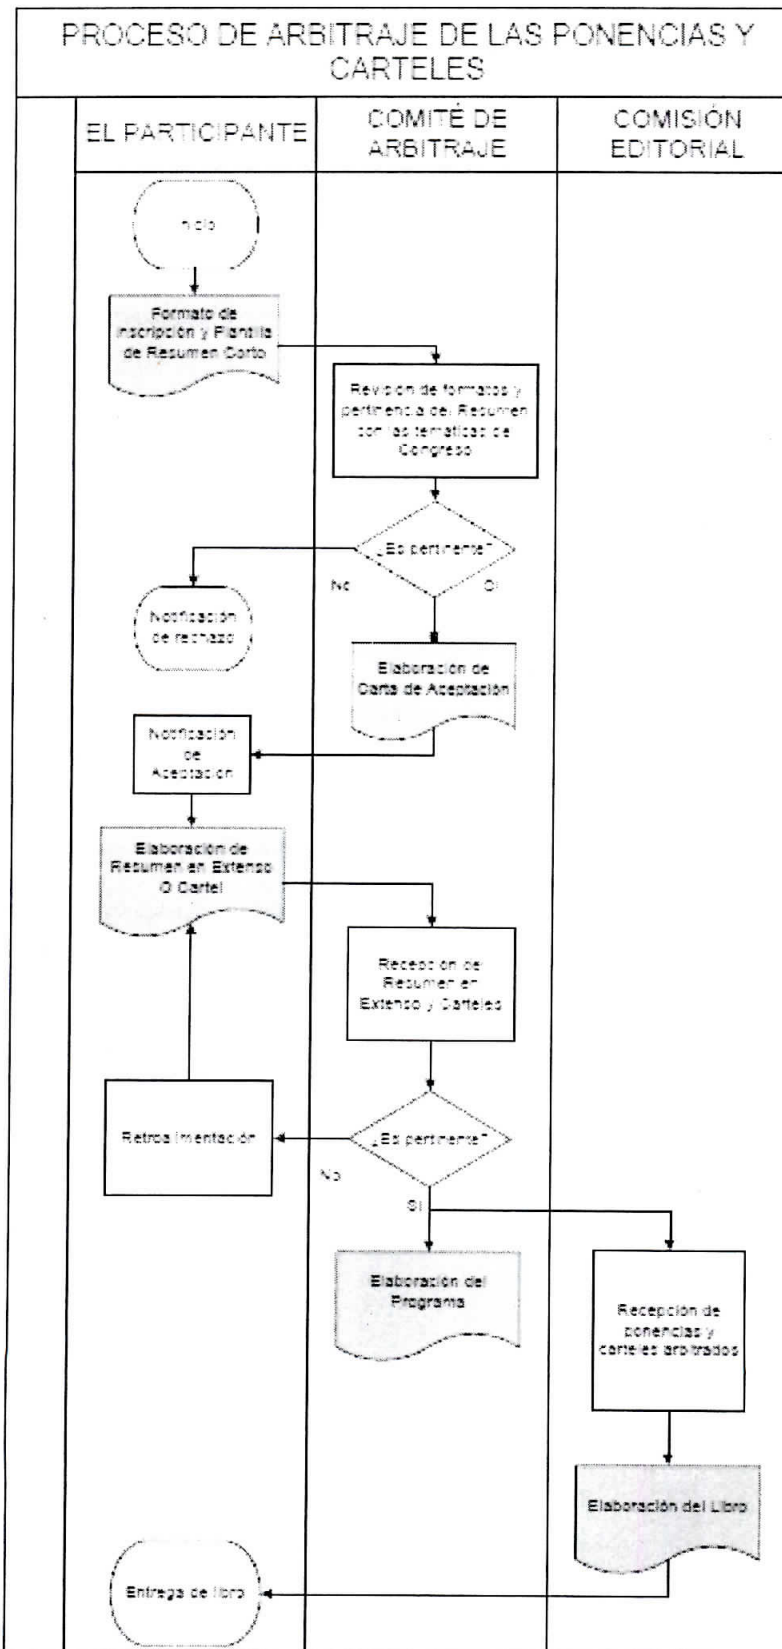 PROCESO DE ARBITRAJE DE LAS PONENCIAS Y
CARTELES
EL PARTICIPANTE
COMITÉ DE
ARBITRAJE
COMISIÓN
EDITORIAL
Inicio
Formato de
Inscripción y Plantilla
de Resumen Corto
Revisión de formatos y
pertinencia del Resumen
con las temáticas de
Congreso
¿Es pertinente?
No
Si
Notificación
de rechazo
Elaboración de
Carta de Aceptación
Notificación
de
Aceptación
Elaboración de
Resumen en Extenso
O Cartel
Recepción de
Resumen en
Extenso y Carteles
Retroalimentación
¿Es pertinente?
No
Si
Elaboración del
Programa
Recepción de
ponencias y
carteles arbitrados
Elaboración del Libro
Entrega de libro